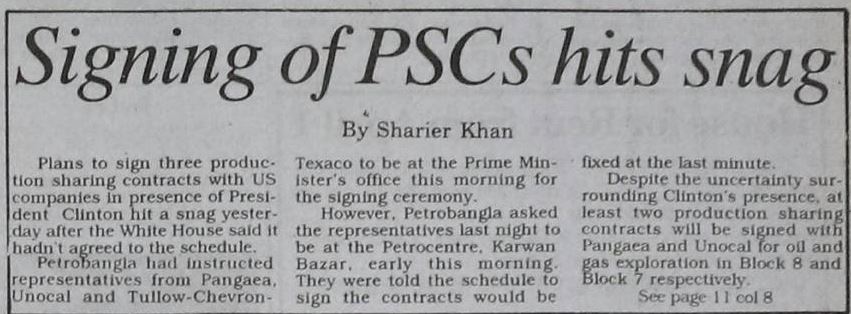 Signing of PSCs hits snag
By Sharier Khan
Plans to sign three produc-
tion sharing contracts with US
companies in presence of Presi-
dent Clinton hit a snag yester-
day after the White House said it
hadn't agreed to the schedule.
Petrobangla had instructed
representatives from Pangaea,
Unocal and Tullow-Chevron-
Texaco to be at the Prime Min-
ister's office this morning for
the signing ceremony.
However, Petrobangla asked
the representatives last night to
be at the Petrocentre, Karwan
Bazar, early this morning.
They were told the schedule to
sign the contracts would be
fixed at the last minute.
Despite the uncertainty sur-
rounding Clinton's presence, at
least two production sharing
contracts will be signed with
Pangaea and Unocal for oil and
gas exploration in Block 8 and
Block 7 respectively.
See page 11 col 8